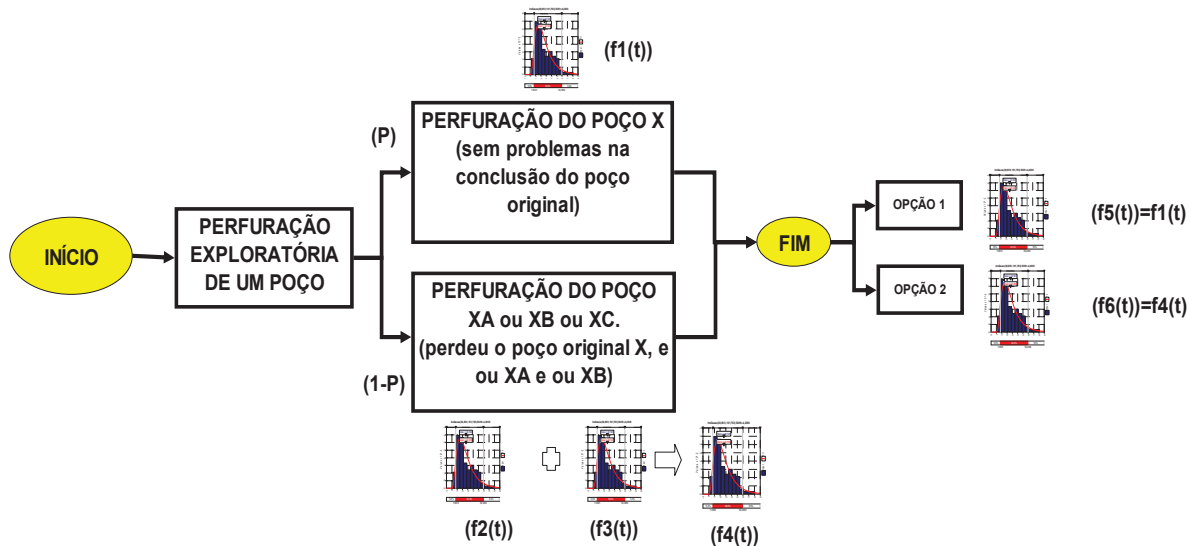 (f1(t))
(P)
PERFURAÇÃO DO POÇO X
(sem problemas na
conclusão do poço
original)
INÍCIO
PERFURAÇÃO
EXPLORATÓRIA
DE UM POÇO
FIM
OPÇÃO 1
(f5(t))=f1(t)
OPÇÃO 2
(f6(t))=f4(t)
PERFURAÇÃO DO POÇO
XA ou XB ou XC.
(perdeu o poço original X, e
ou XA e ou XB)
(1-P)
(f2(t))
(f3(t))
(f4(t))